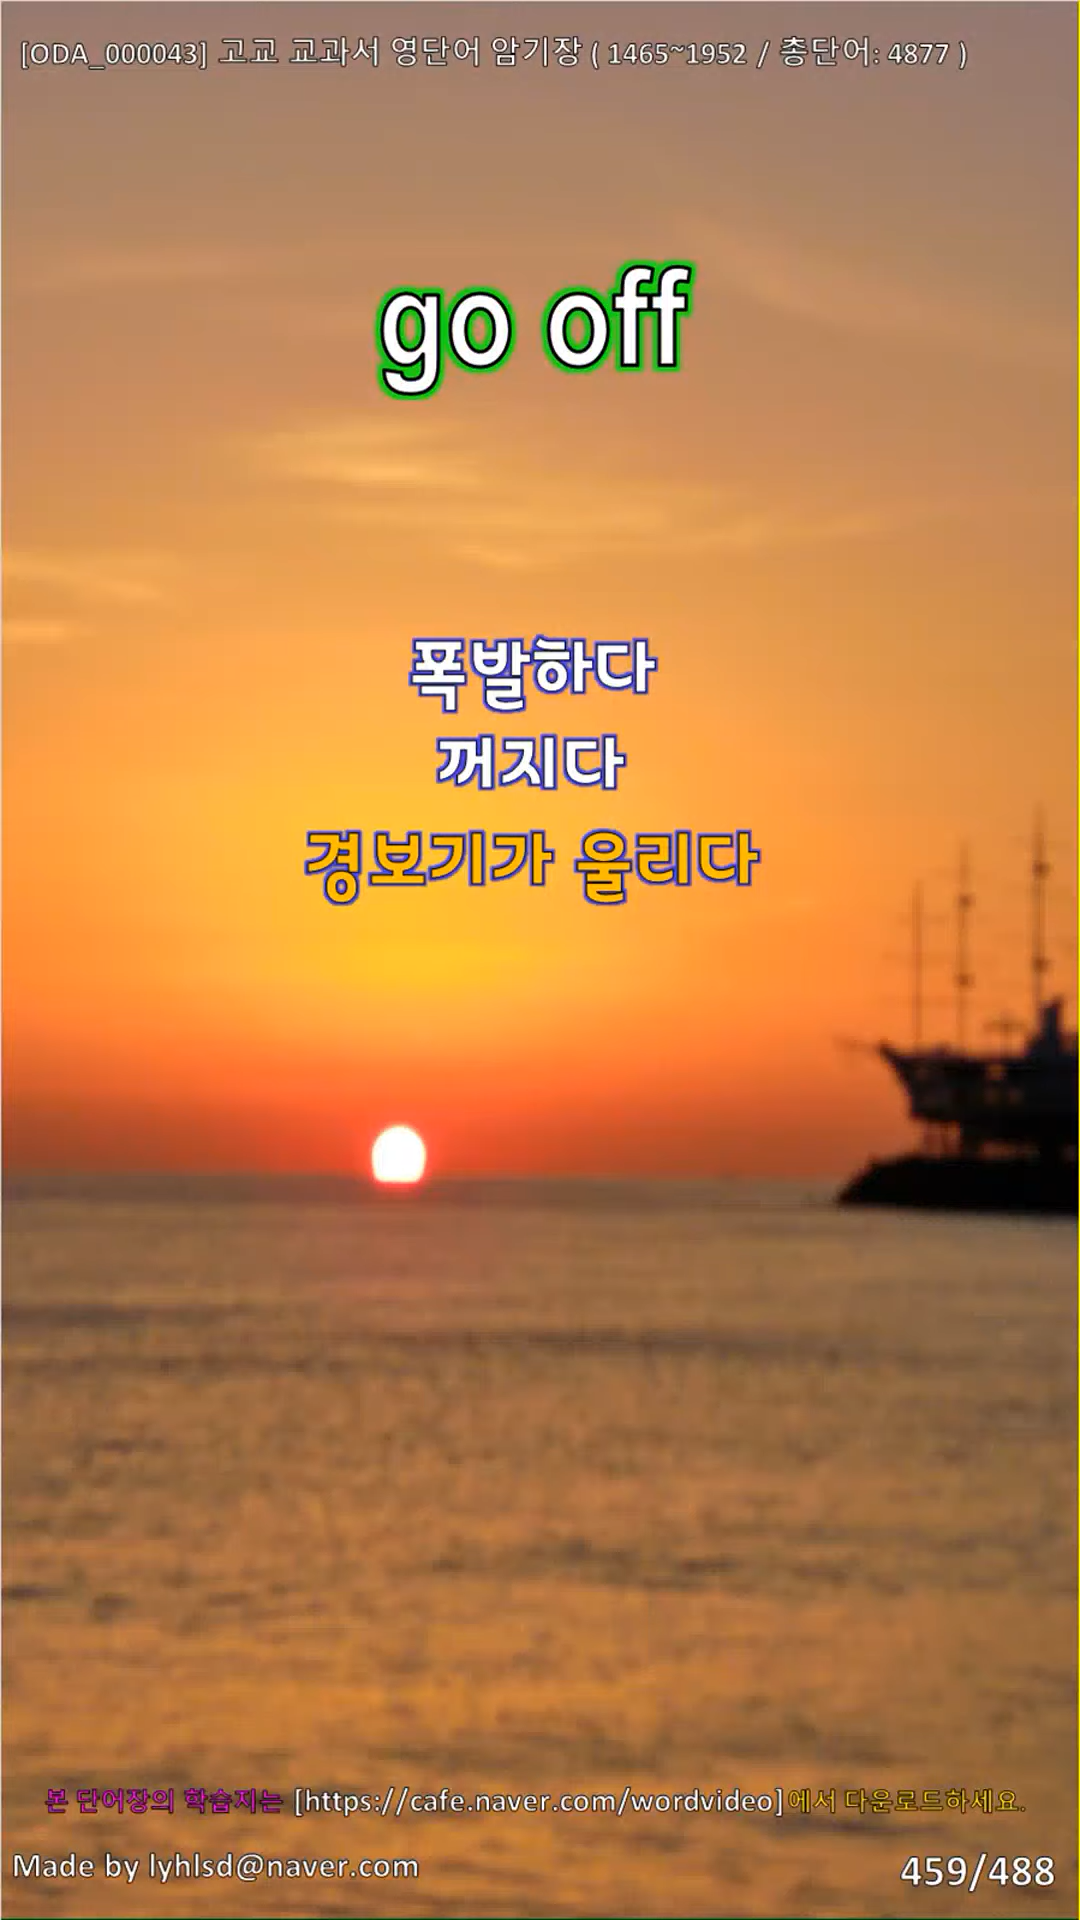 [ODA_000043] 고교 교과서 영단어 암기장 ( 1465~1952 / 총단어: 4877 )
go off
폭발하다
꺼지다
경보기가 울리다
본 단어장의 학습지는 [https://cafe.naver.com/wordvideo]에서 다운로드하세요.
Made by lyhlsd@naver.com
459/488